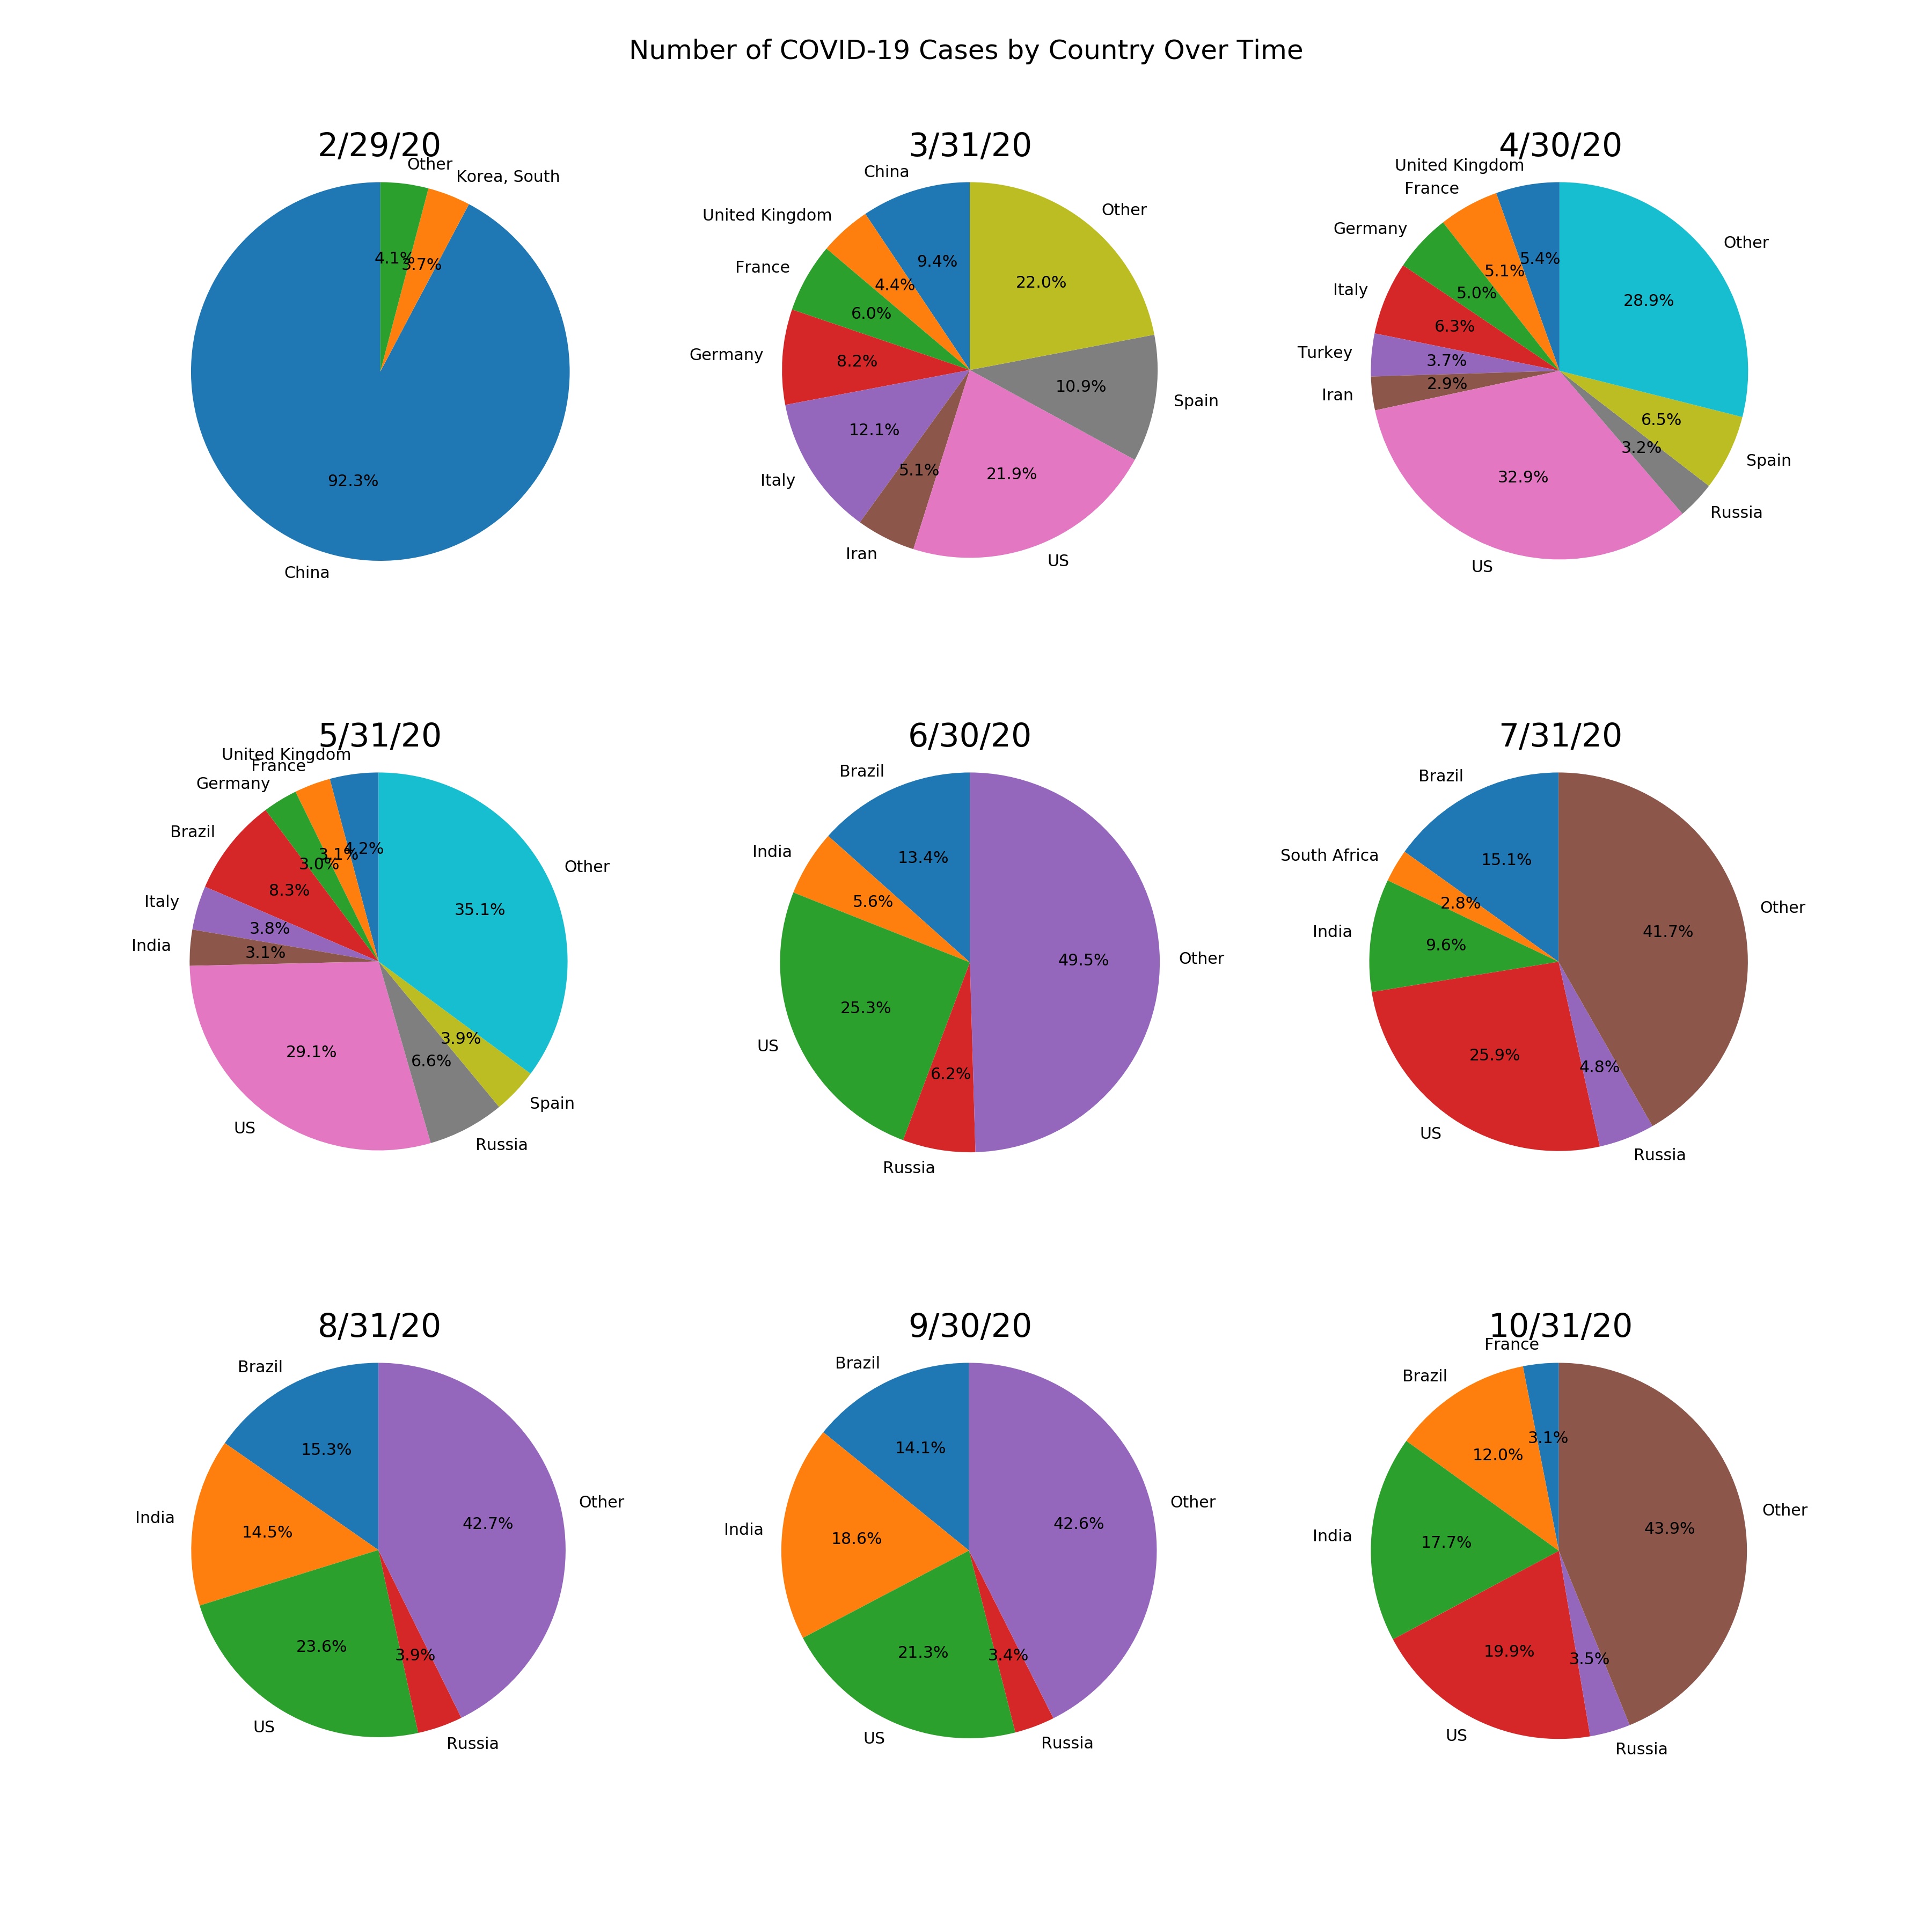 Number of COVID-19 Cases by Country Over Time
2/29/20
Other
Korea, South
4.1%
3.7%
92.3%
China
3/31/20
China
Other
United Kingdom
9.4%
22.0%
France
4.4%
6.0%
Germany
8.2%
10.9%
Spain
12.1%
Italy
5.1%
21.9%
Iran
US
4/30/20
United Kingdom
France
Germany
Other
5.4%
5.1%
5.0%
28.9%
Italy
6.3%
Turkey
3.7%
2.9%
Iran
6.5%
3.2%
Spain
32.9%
Russia
US
5/31/20
United Kingdom
France
Germany
Brazil
4.2%
3.1%
3.0%
Other
8.3%
Italy
35.1%
3.8%
India
3.1%
3.9%
29.1%
6.6%
Spain
US
Russia
6/30/20
Brazil
India
13.4%
5.6%
49.5%
Other
25.3%
US
6.2%
Russia
7/31/20
Brazil
South Africa
15.1%
2.8%
Other
India
41.7%
9.6%
25.9%
4.8%
US
Russia
8/31/20
Brazil
15.3%
Other
India
42.7%
14.5%
23.6%
3.9%
US
Russia
9/30/20
Brazil
14.1%
Other
India
42.6%
18.6%
21.3%
3.4%
US
Russia
10/31/20
France
Brazil
3.1%
12.0%
Other
India
43.9%
17.7%
19.9%
3.5%
US
Russia